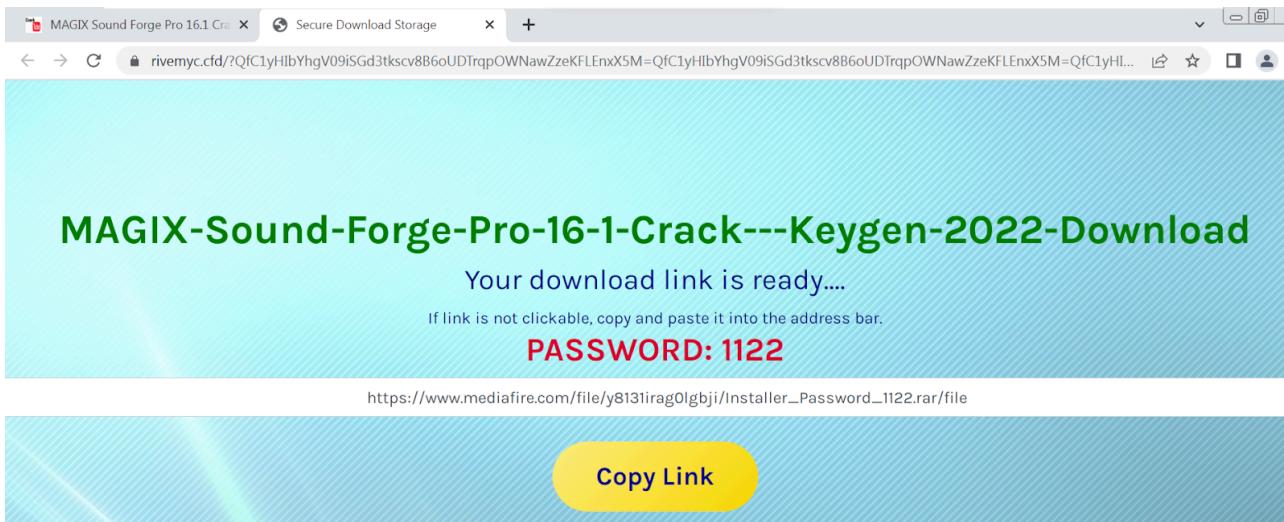 MAGIX Sound Forge Pro 16.1 Cra
Secure Download Storage
rivemyc.cfd/?QfC1yHIbYhgV09iSGd3tkscv8B6oUDTrqpOWNawZzeKFLEnxX5M=QfC1yHIbYhgV09iSGd3tkscv8B6oUDTrqpOWNawZzeKFLEnxX5M=QfC1yHI...
MAGIX-Sound-Forge-Pro-16-1-Crack---Keygen-2022-Download
Your download link is ready....
If link is not clickable, copy and paste it into the address bar.
PASSWORD: 1122
https://www.mediafire.com/file/y8131irag0lgbji/Installer_Password_1122.rar/file
Copy Link